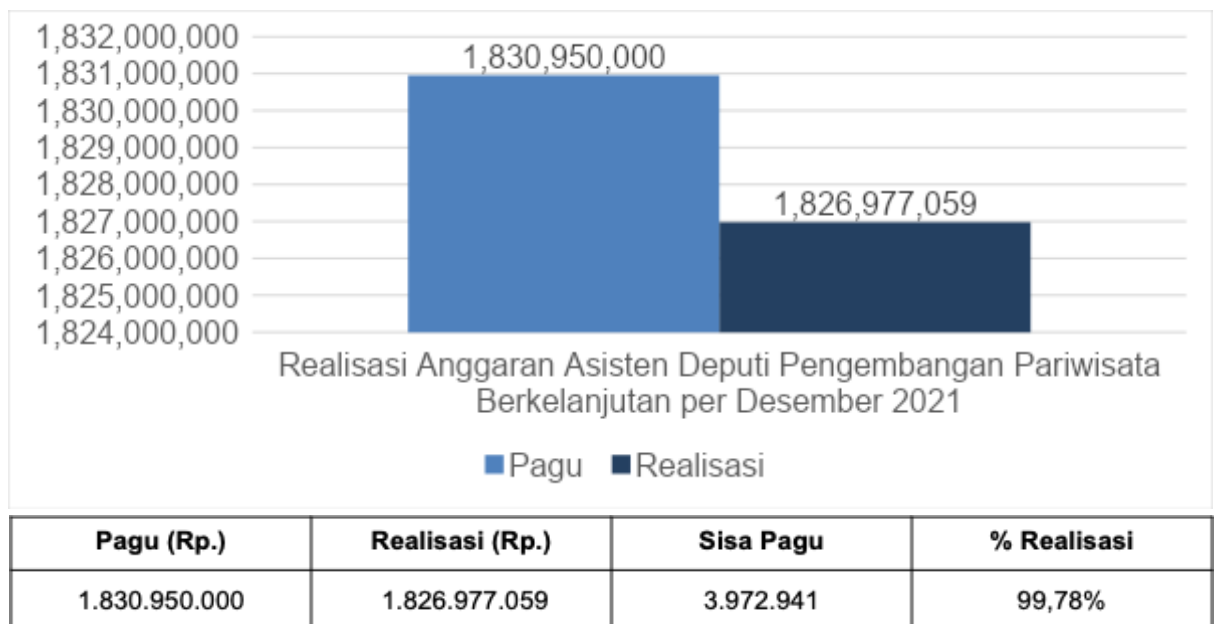 1,832,000,000
1,831,000,000
1,830,000,000
1,829,000,000
1,828,000,000
1,827,000,000
1,826,000,000
1,825,000,000
1,824,000,000
1,830,950,000
1,826,977,059
Realisasi Anggaran Asisten Deputi Pengembangan Pariwisata
Berkelanjutan per Desember 2021
Pagu Realisasi
Pagu (Rp.) Realisasi (Rp.) Sisa Pagu % Realisasi
1.830.950.000 1.826.977.059 3.972.941 99,78%